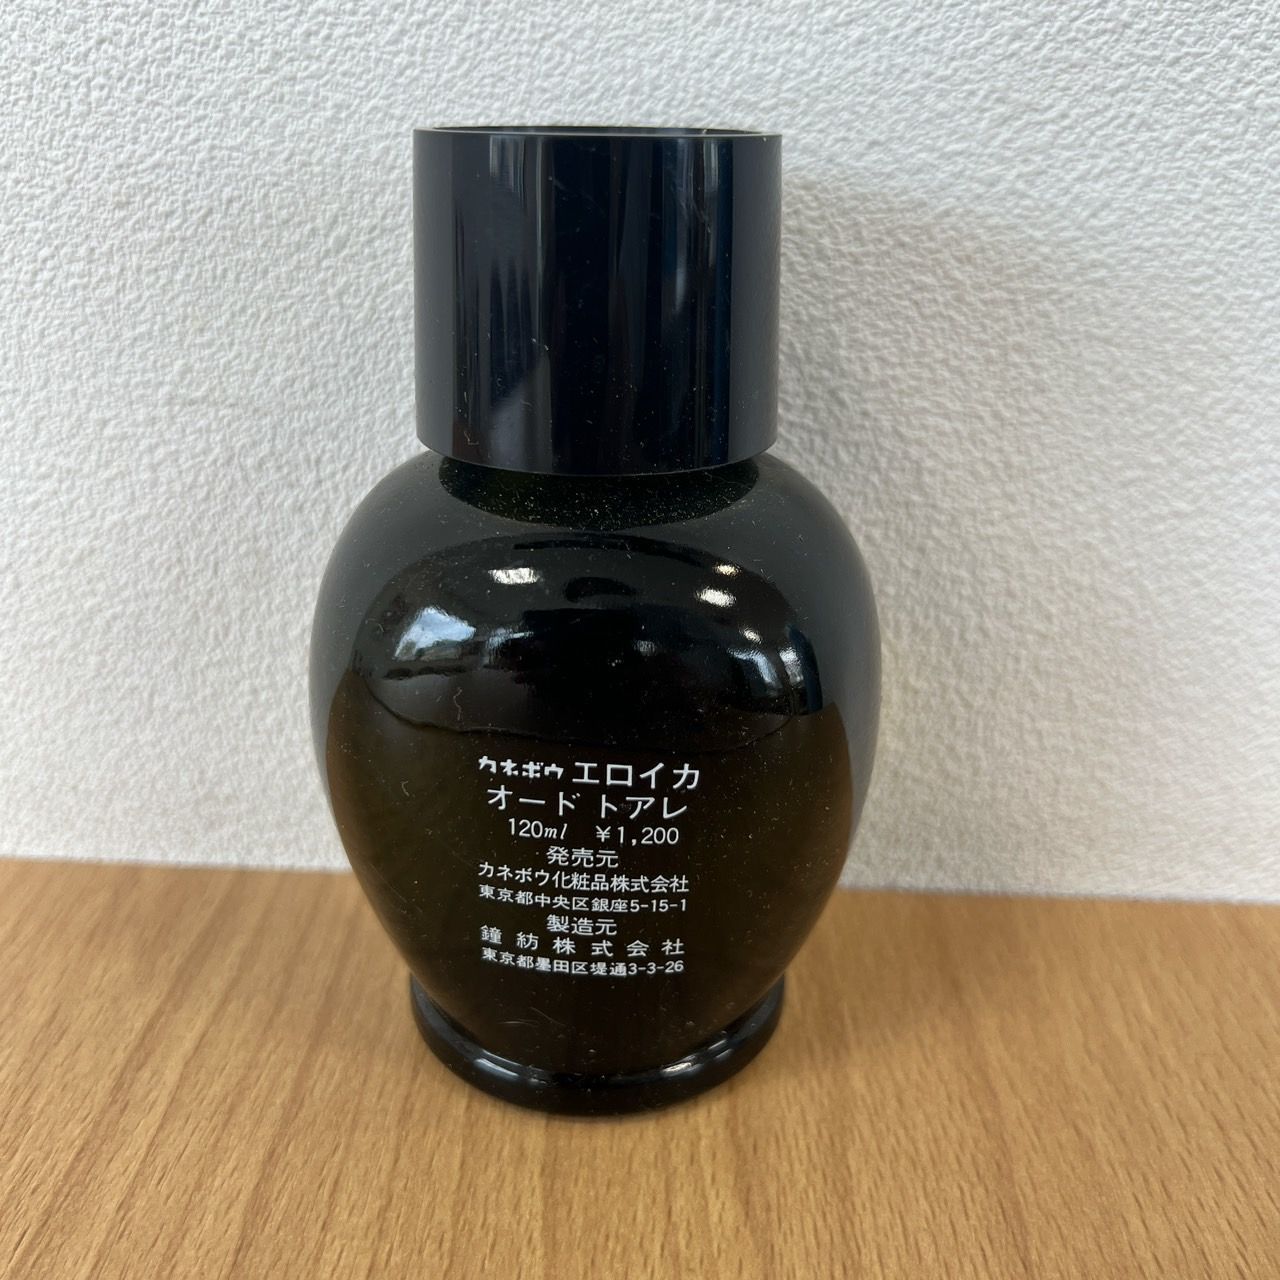 カネボウ エロイカ
オード トアレ
120ml ¥1,200
発売元
カネボウ化粧品株式会社
東京都中央区銀座5-15-1
製造元
鐘紡株式会社
東京都墨田区堤通3-3-26